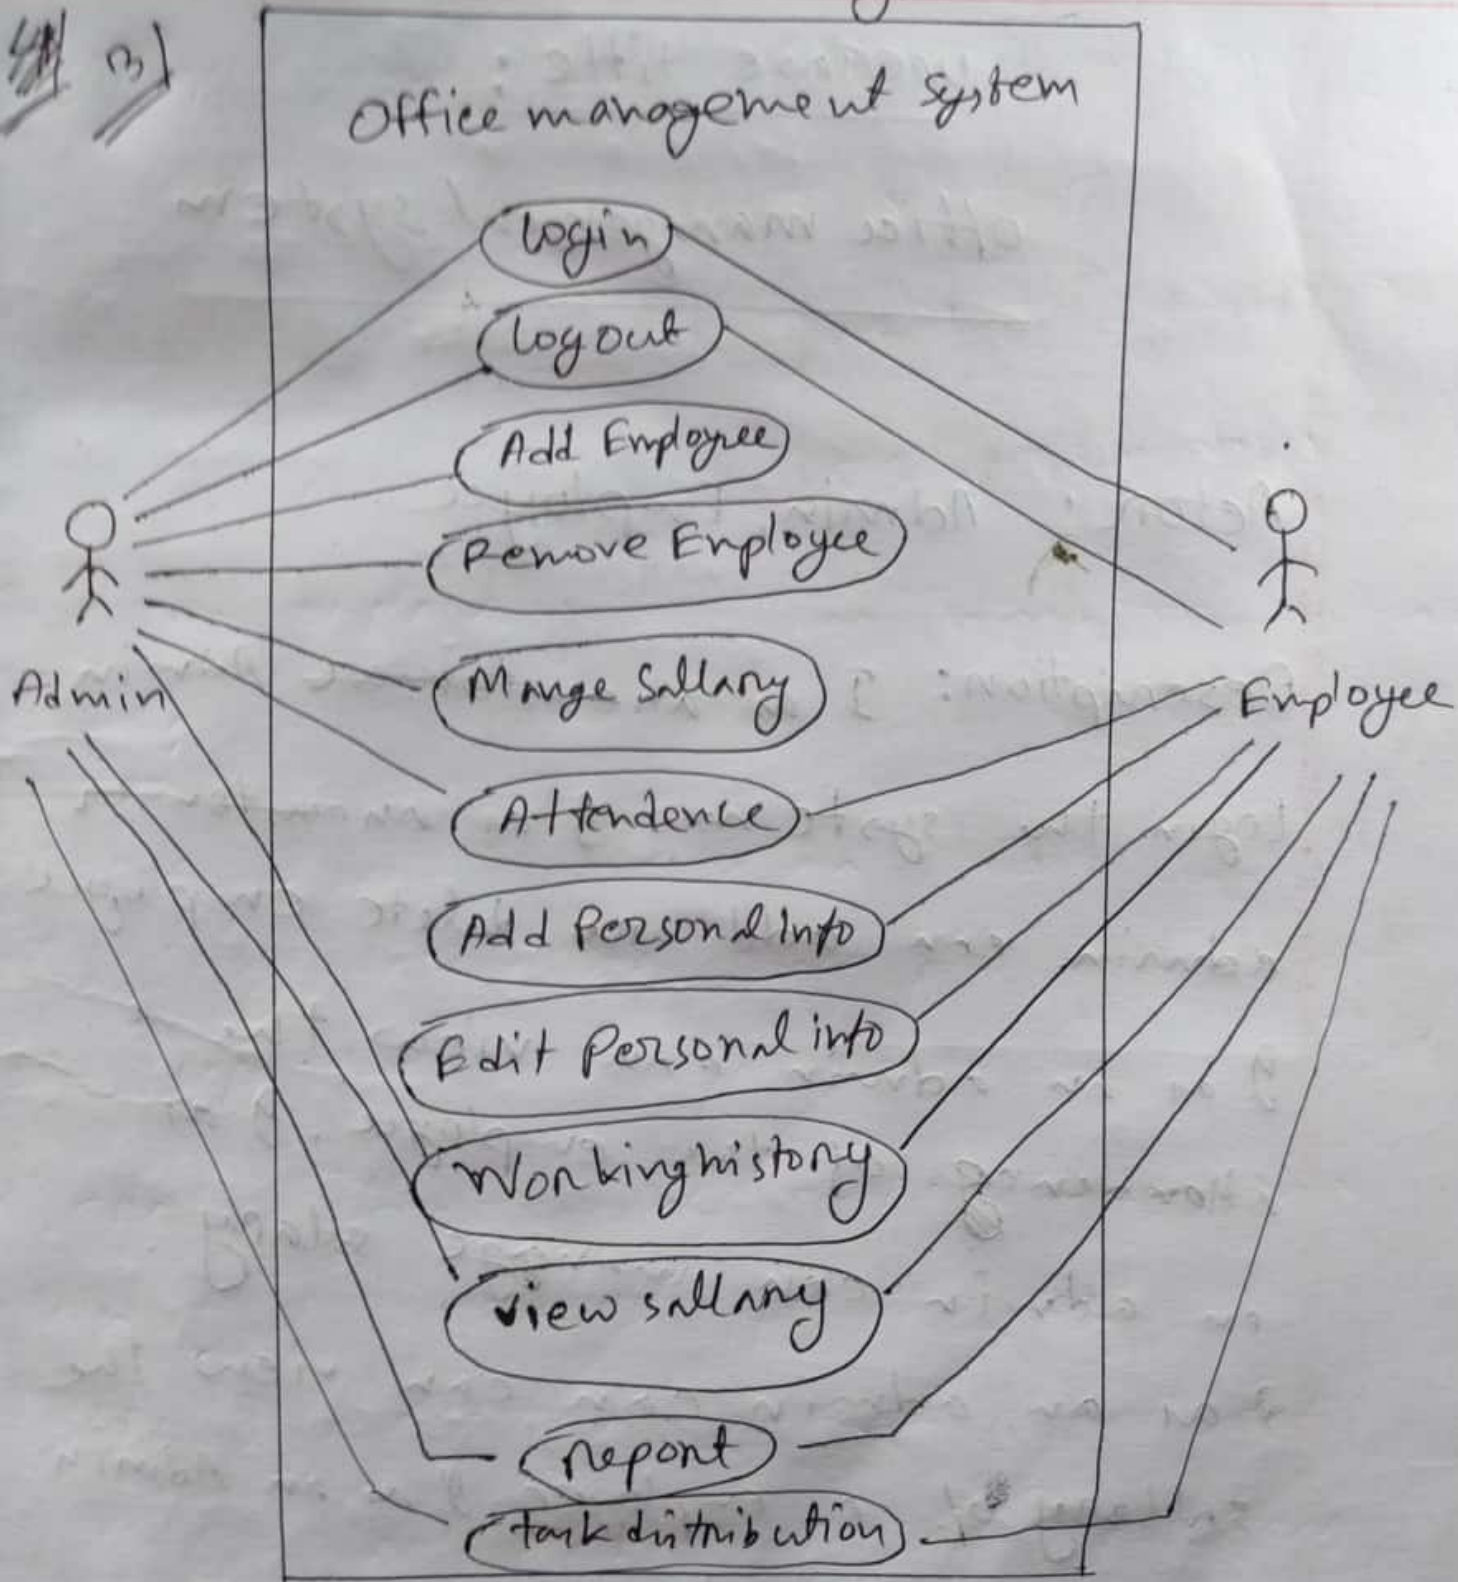 3)
Office management system
login
logout
Add Employee
Remove Employee
Mange Sallary
Admin
Employee
Attendence
Add Personal info
Edit Personal info
Working history
view sallary
report
task distribution